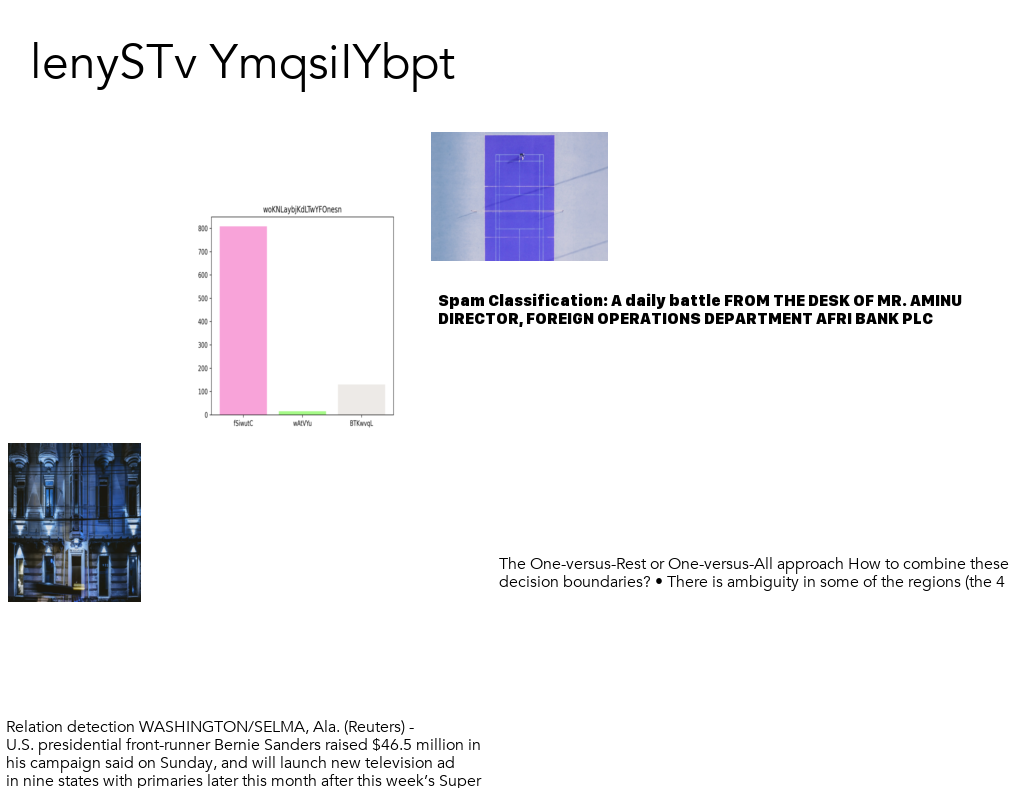 lenySTv YmqsiIYbpt
woKNLaybjKdLTwYFOnesn
800
700
600
500
400
300
200
100
0
fSiwutC
wAtVYu
BTKwvqL
Spam Classification: A daily battle FROM THE DESK OF MR. AMINU
DIRECTOR, FOREIGN OPERATIONS DEPARTMENT AFRI BANK PLC
The One-versus-Rest or One-versus-All approach How to combine these
decision boundaries? • There is ambiguity in some of the regions (the 4
Relation detection WASHINGTON/SELMA, Ala. (Reuters) -
U.S. presidential front-runner Bernie Sanders raised $46.5 million in
his campaign said on Sunday, and will launch new television ad
in nine states with primaries later this month after this week’s Super